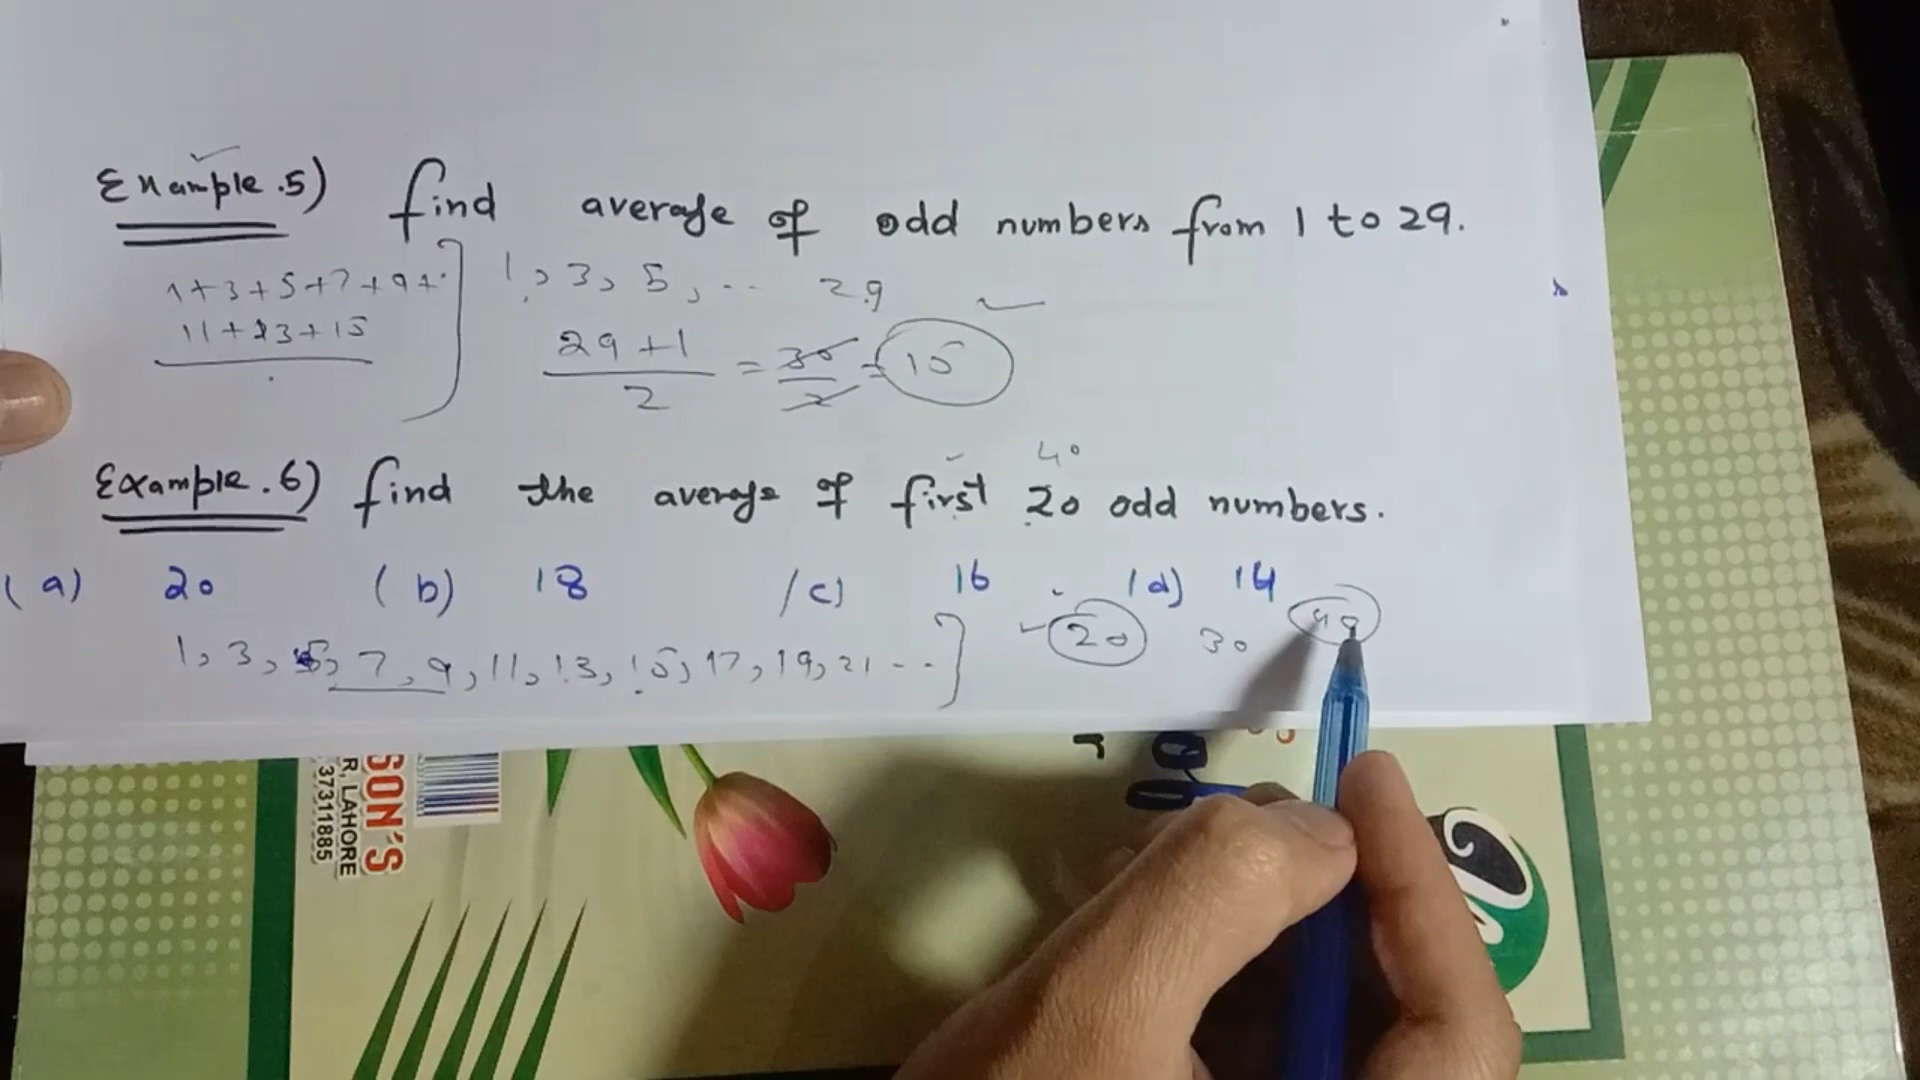 Example.5) find average of odd numbers from 1 to 29.
1+3+5+7+9+
11+13+15
1, 3, 5, ... 29
29+1
2
= 30
2
= 15
40
Example.6) find the average of first 20 odd numbers.
(a) 20 (b) 18 (c) 16 (d) 14
1, 3, 5, 7, 9, 11, 13, 15, 17, 19, 21 ... 20 30 40
SON'S
R, LAHORE
37311885